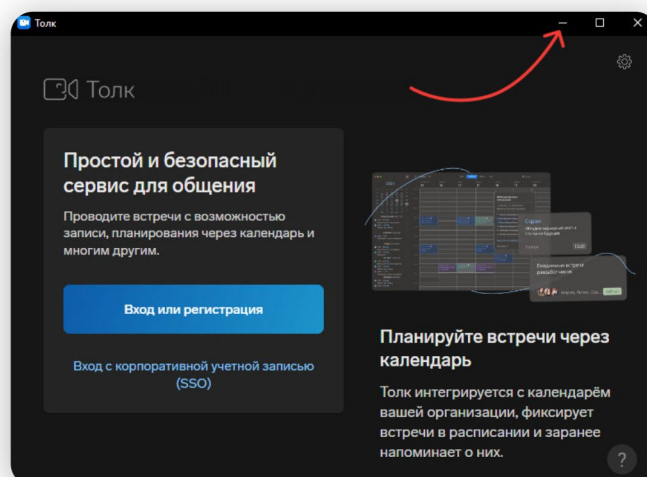 Толк
Толк
Простой и безопасный
сервис для общения
Проводите встречи с возможностью
записи, планирования через календарь и
многим другим.
Вход или регистрация
Вход с корпоративной учетной записью
(SSO)
Планируйте встречи через
календарь
Толк интегрируется с календарём
вашей организации, фиксирует
встречи в расписании и заранее
напоминает о них.
?